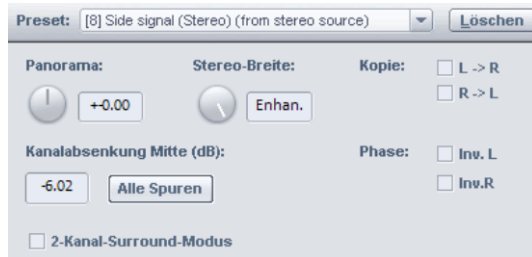 Preset: [8] Side signal (Stereo) (from stereo source) Löschen
Panorama: Stereo-Breite: Kopie: L -> R
+-0.00 Enhan. R -> L
Kanalabsenkung Mitte (dB): Phase: Inv. L
-6.02 Alle Spuren Inv.R
2-Kanal-Surround-Modus